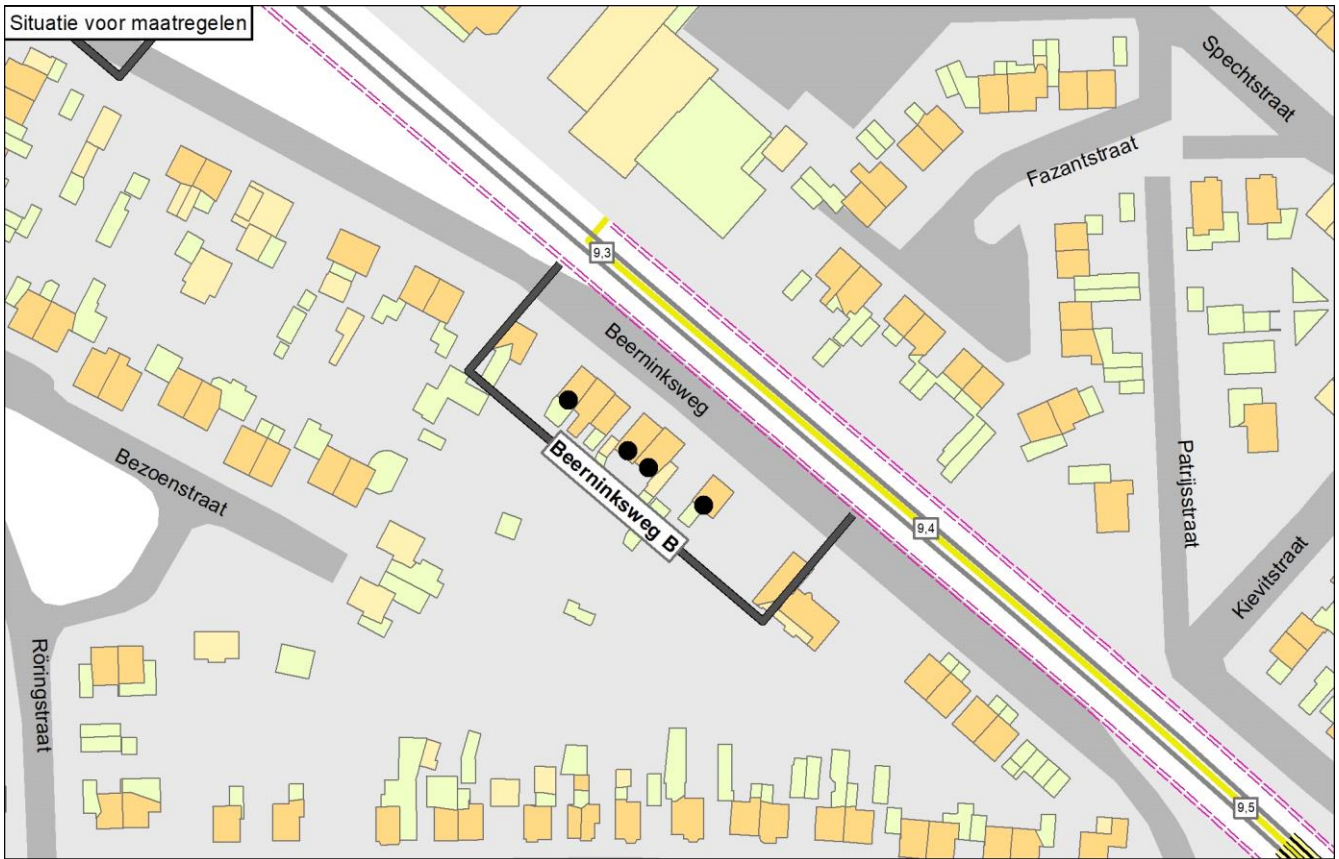 Situatie voor maatregelen
Spechtstraat
Fazantstraat
9,3
Beerninksweg
Patrijsstraat
Bezoenstraat
Beerninksweg B
9,4
Kievitstraat
Röringstraat
9,5